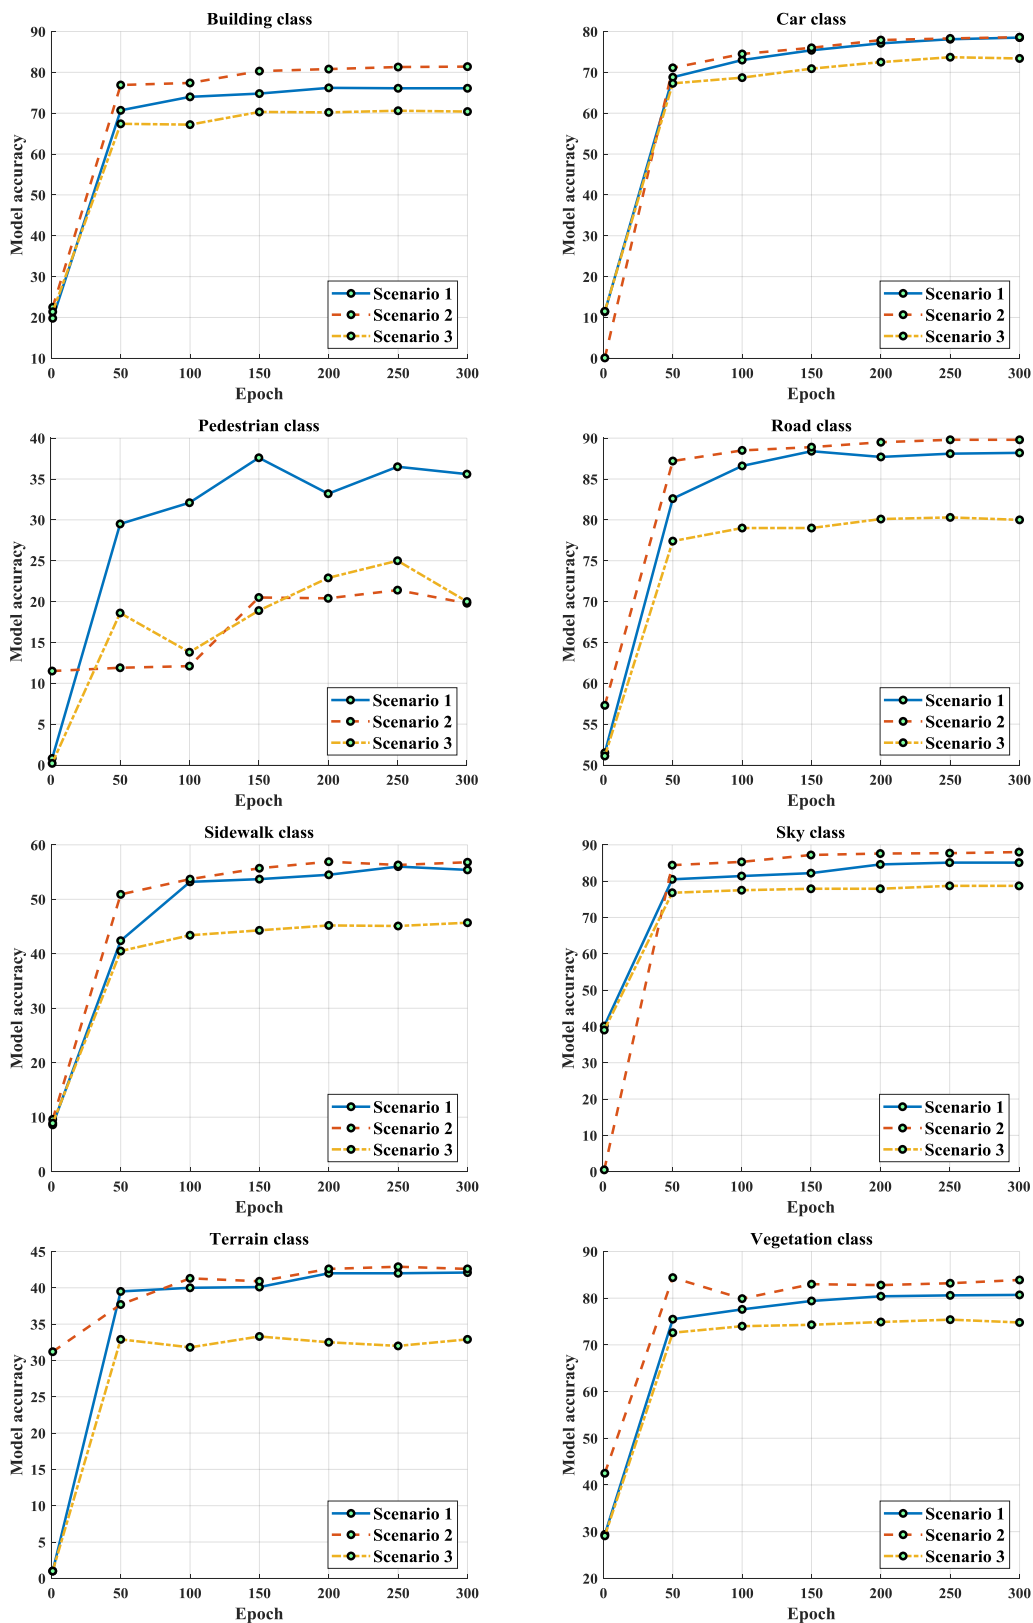 Building class
Model accuracy
90
80
70
60
50
40
30
20
10
0 50 100 150 200 250 300
Epoch
Scenario 1
Scenario 2
Scenario 3
Car class
Model accuracy
80
70
60
50
40
30
20
10
0
0 50 100 150 200 250 300
Epoch
Scenario 1
Scenario 2
Scenario 3
Pedestrian class
Model accuracy
40
35
30
25
20
15
10
5
0
0 50 100 150 200 250 300
Epoch
Scenario 1
Scenario 2
Scenario 3
Road class
Model accuracy
90
85
80
75
70
65
60
55
50
0 50 100 150 200 250 300
Epoch
Scenario 1
Scenario 2
Scenario 3
Sidewalk class
Model accuracy
60
50
40
30
20
10
0
0 50 100 150 200 250 300
Epoch
Scenario 1
Scenario 2
Scenario 3
Sky class
Model accuracy
90
80
70
60
50
40
30
20
10
0
0 50 100 150 200 250 300
Epoch
Scenario 1
Scenario 2
Scenario 3
Terrain class
Model accuracy
45
40
35
30
25
20
15
10
5
0
0 50 100 150 200 250 300
Epoch
Scenario 1
Scenario 2
Scenario 3
Vegetation class
Model accuracy
90
80
70
60
50
40
30
20
0 50 100 150 200 250 300
Epoch
Scenario 1
Scenario 2
Scenario 3